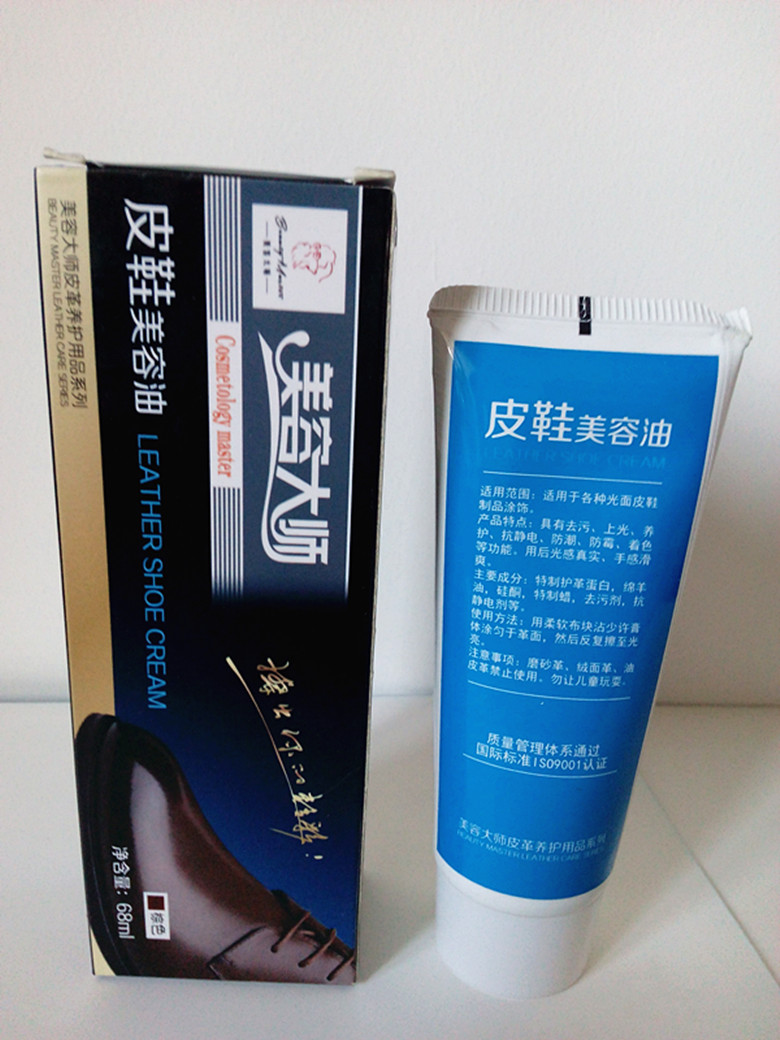 美容大师皮革养护用品系列
BEAUTY MASTER LEATHER CARE SERIES
皮鞋美容油 LEATHER SHOE CREAM
Cosmetology master
美容大师
棕色
净含量：68ml
皮鞋美容油
LEATHER SHOE CREAM
适用范围：适用于各种光面皮鞋
制品涂饰。
产品特点：具有去污、上光、养
护、抗静电、防潮、防霉、着色
等功能。用后光感真实、手感滑
爽。
主要成分：特制护革蛋白，绵羊
油，硅酮，特制蜡，去污剂，抗
静电剂等。
使用方法：用柔软布块沾少许膏
体涂匀于革面，然后反复擦至光
亮。
注意事项：磨砂革、绒面革、油
皮革禁止使用。勿让儿童玩耍。
质量管理体系通过
国际标准ISO9001认证
美容大师皮革养护用品系列
BEAUTY MASTER LEATHER CARE SERIES